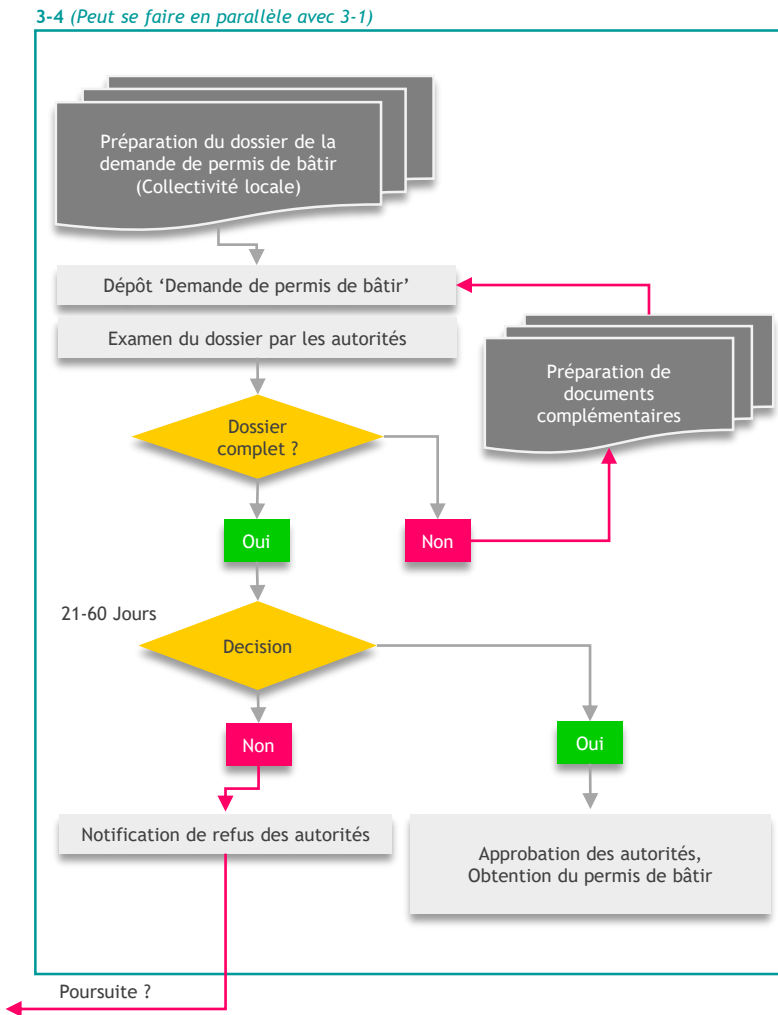 3-4 (Peut se faire en parallèle avec 3-1)
Préparation du dossier de la
demande de permis de bâtir
(Collectivité locale)
Dépôt ‘Demande de permis de bâtir’
Examen du dossier par les autorités
Préparation de
documents
complémentaires
Dossier
complet ?
Oui
Non
21-60 Jours
Decision
Non
Oui
Notification de refus des autorités
Approbation des autorités,
Obtention du permis de bâtir
Poursuite ?